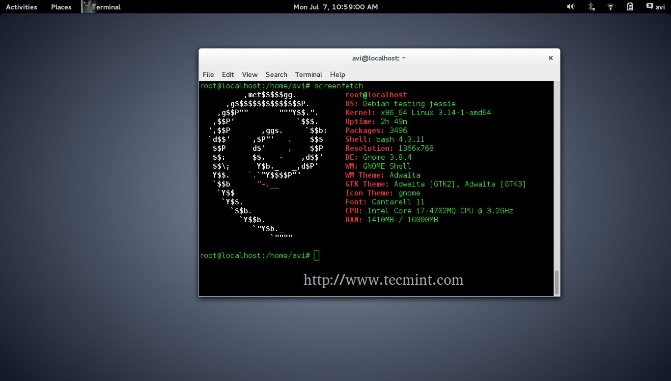 Activities Places Terminal Mon Jul 7, 10:59:00 AM avi
avi@localhost: ~
File Edit View Search Terminal Help
root@localhost:/home/avi# screenfetch
root@localhost
OS: Debian testing jessie
Kernel: x86_64 Linux 3.14-1-amd64
Uptime: 2h 49m
Packages: 3496
Shell: bash 4.3.11
Resolution: 1366x768
DE: Gnome 3.8.4
WM: GNOME Shell
WM Theme: Adwaita
GTK Theme: Adwaita [GTK2], Adwaita [GTK3]
Icon Theme: gnome
Font: Cantarell 11
CPU: Intel Core i7-4702MQ CPU @ 3.2GHz
RAM: 1410MB / 16000MB
root@localhost:/home/avi#
http://www.tecmint.com